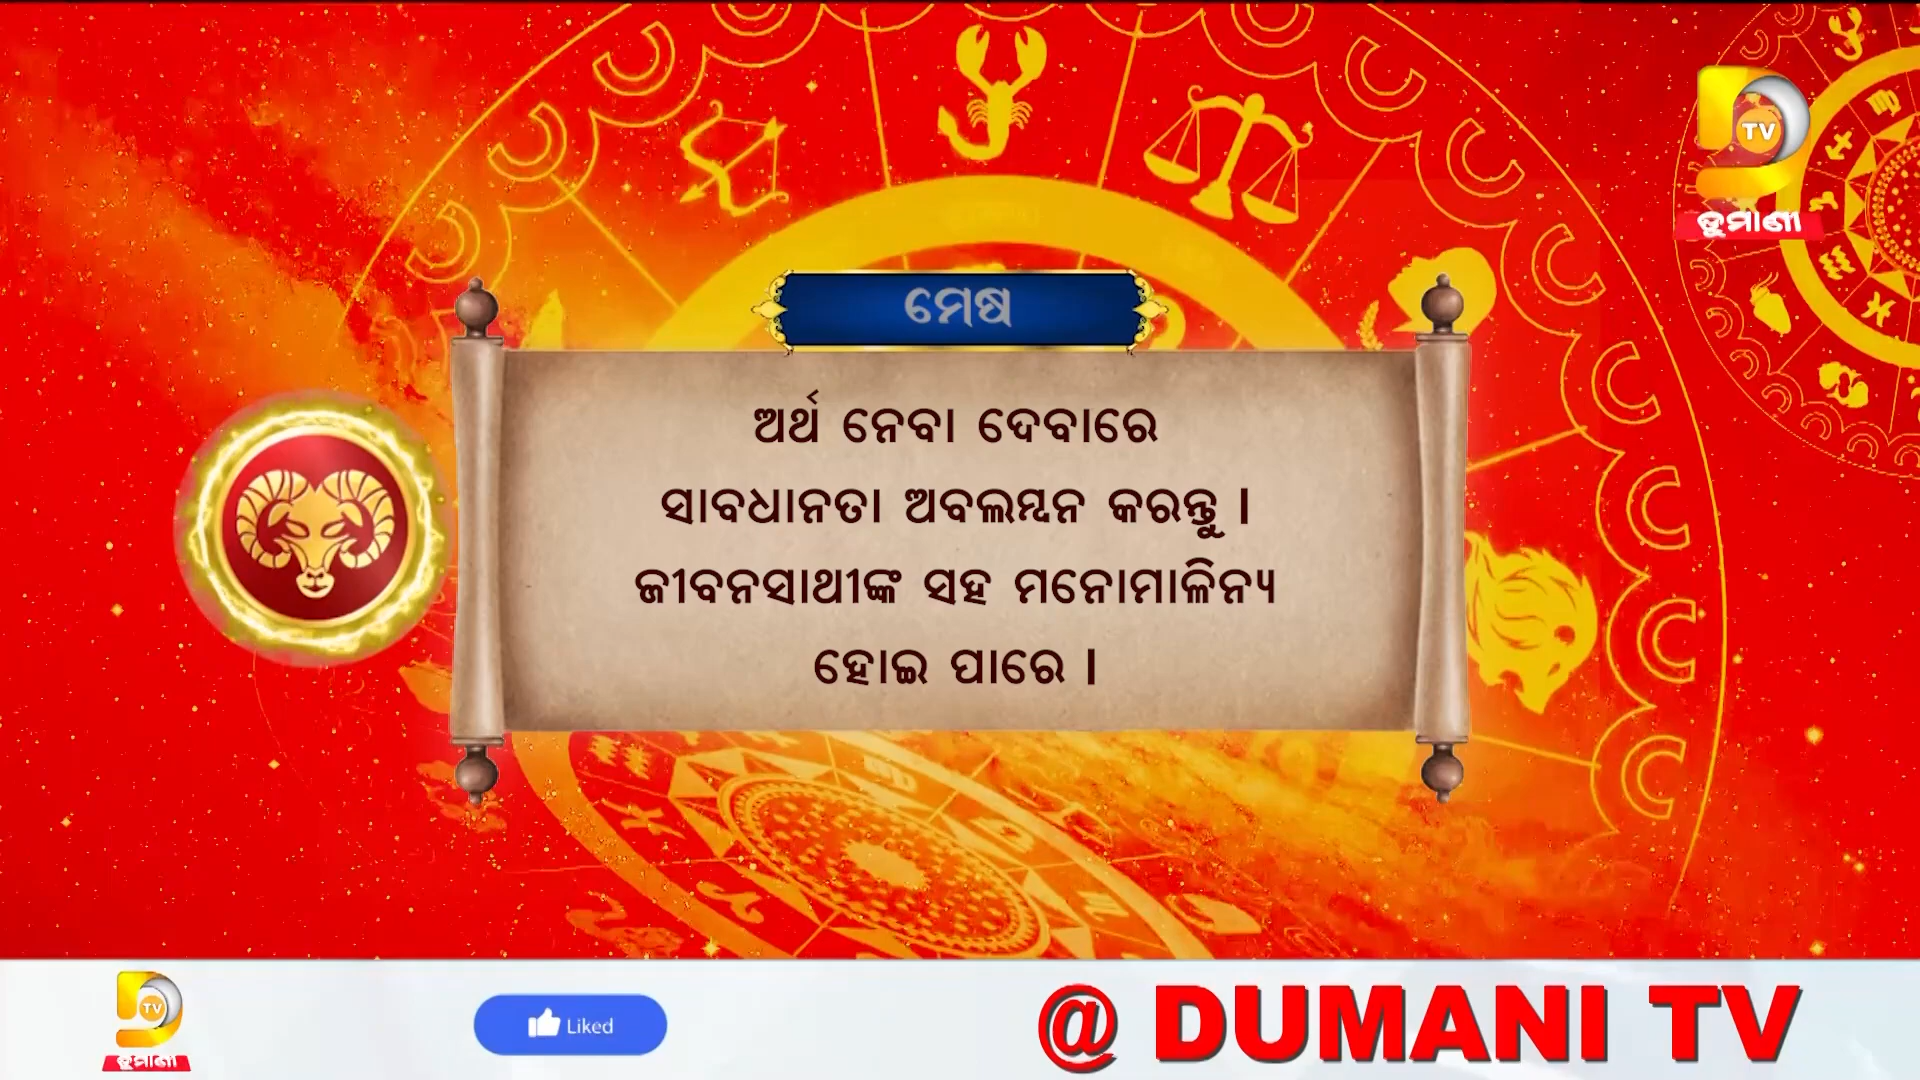 TV
ଡୁମାଣୀ
ମେଷ
ଅର୍ଥ ନେବା ଦେବାରେ
ସାବଧାନତା ଅବଲମ୍ବନ କରନ୍ତୁ ।
ଜୀବନସାଥୀଙ୍କ ସହ ମନୋମାଳିନ୍ୟ
ହୋଇ ପାରେ ।
TV
ଡୁମାଣୀ
Liked
@ DUMANI TV